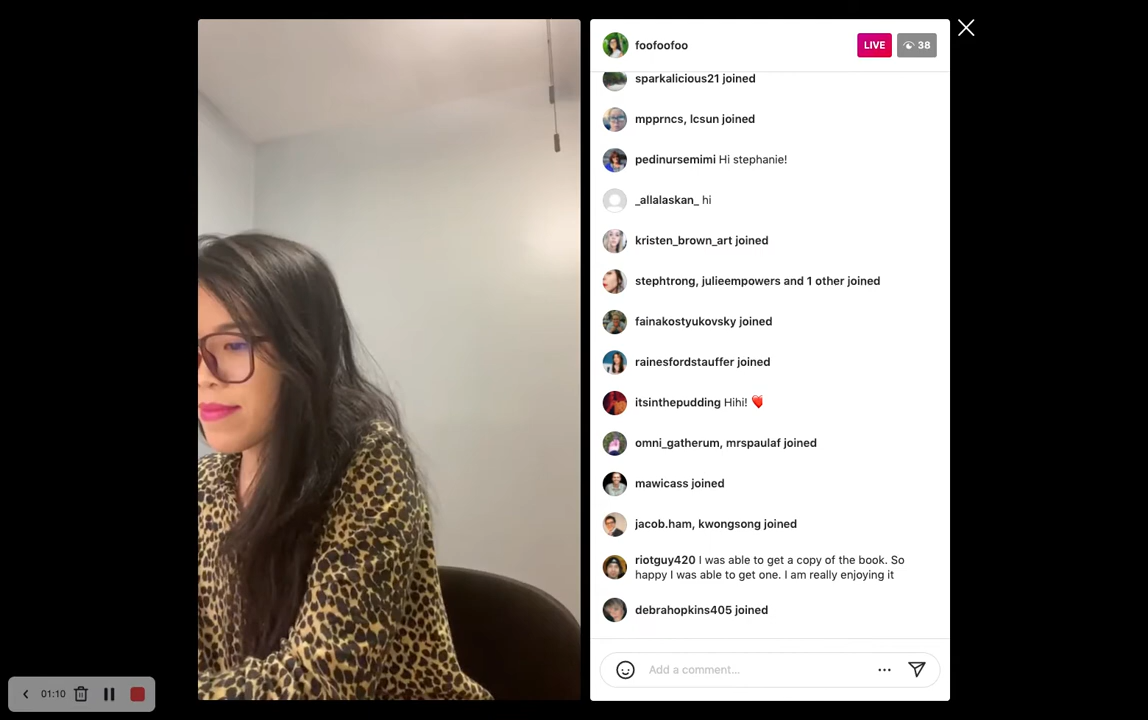 foofoofoo
LIVE
38
sparkalicious21 joined
mpprncs, lcsun joined
pedinursemimi Hi stephanie!
_allalaskan_ hi
kristen_brown_art joined
stephtrong, julieempowers and 1 other joined
fainakostyukovsky joined
rainesfordstauffer joined
itsinthepudding Hihi! ❤️
omni_gatherum, mrspaulaf joined
mawicass joined
jacob.ham, kwongsong joined
riotguy420 I was able to get a copy of the book. So
happy I was able to get one. I am really enjoying it
debrahopkins405 joined
Add a comment...
01:10